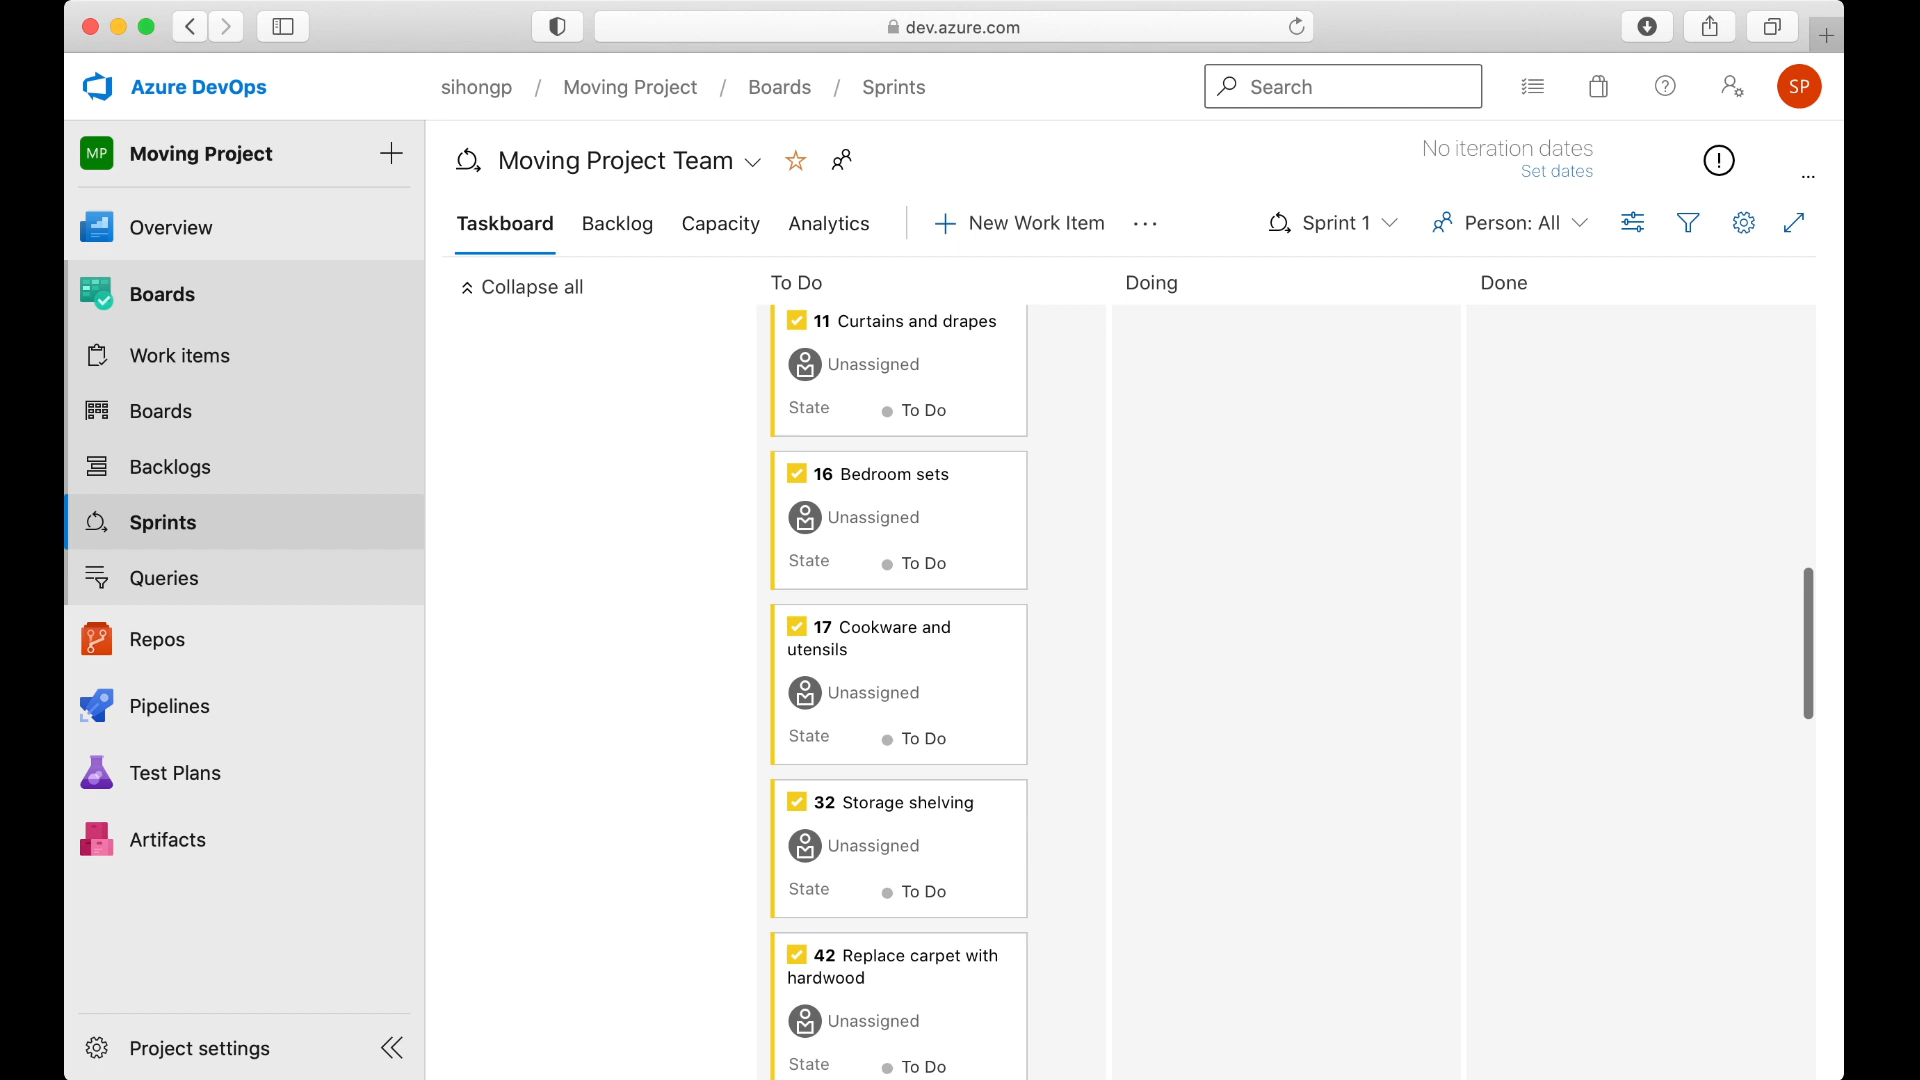 dev.azure.com
Azure DevOps
sihongp / Moving Project / Boards / Sprints
Search
SP
MP Moving Project
Overview
Boards
Work items
Boards
Backlogs
Sprints
Queries
Repos
Pipelines
Test Plans
Artifacts
Project settings
Moving Project Team
No iteration dates
Set dates
Taskboard Backlog Capacity Analytics New Work Item
Sprint 1 Person: All
Collapse all
To Do Doing Done
11 Curtains and drapes
Unassigned
State To Do
16 Bedroom sets
Unassigned
State To Do
17 Cookware and
utensils
Unassigned
State To Do
32 Storage shelving
Unassigned
State To Do
42 Replace carpet with
hardwood
Unassigned
State To Do